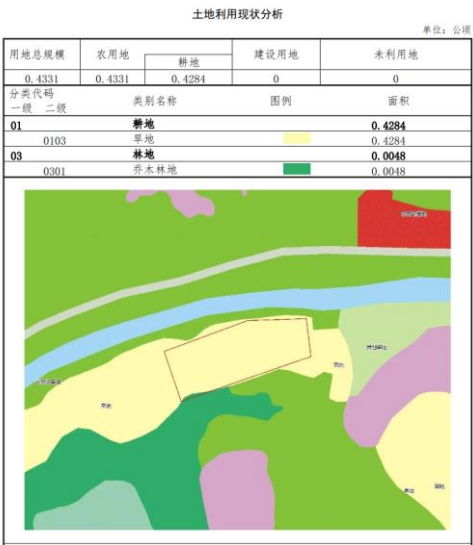 土地利用现状分析
单位：公顷
用地总规模 农用地 耕地 建设用地 未利用地
0.4331 0.4331 0.4284 0 0
分类代码
一级 二级 类别名称 图例 面积
01 耕地 0.4284
0103 旱地 0.4284
03 林地 0.0048
0301 乔木林地 0.0048
旱地
旱地